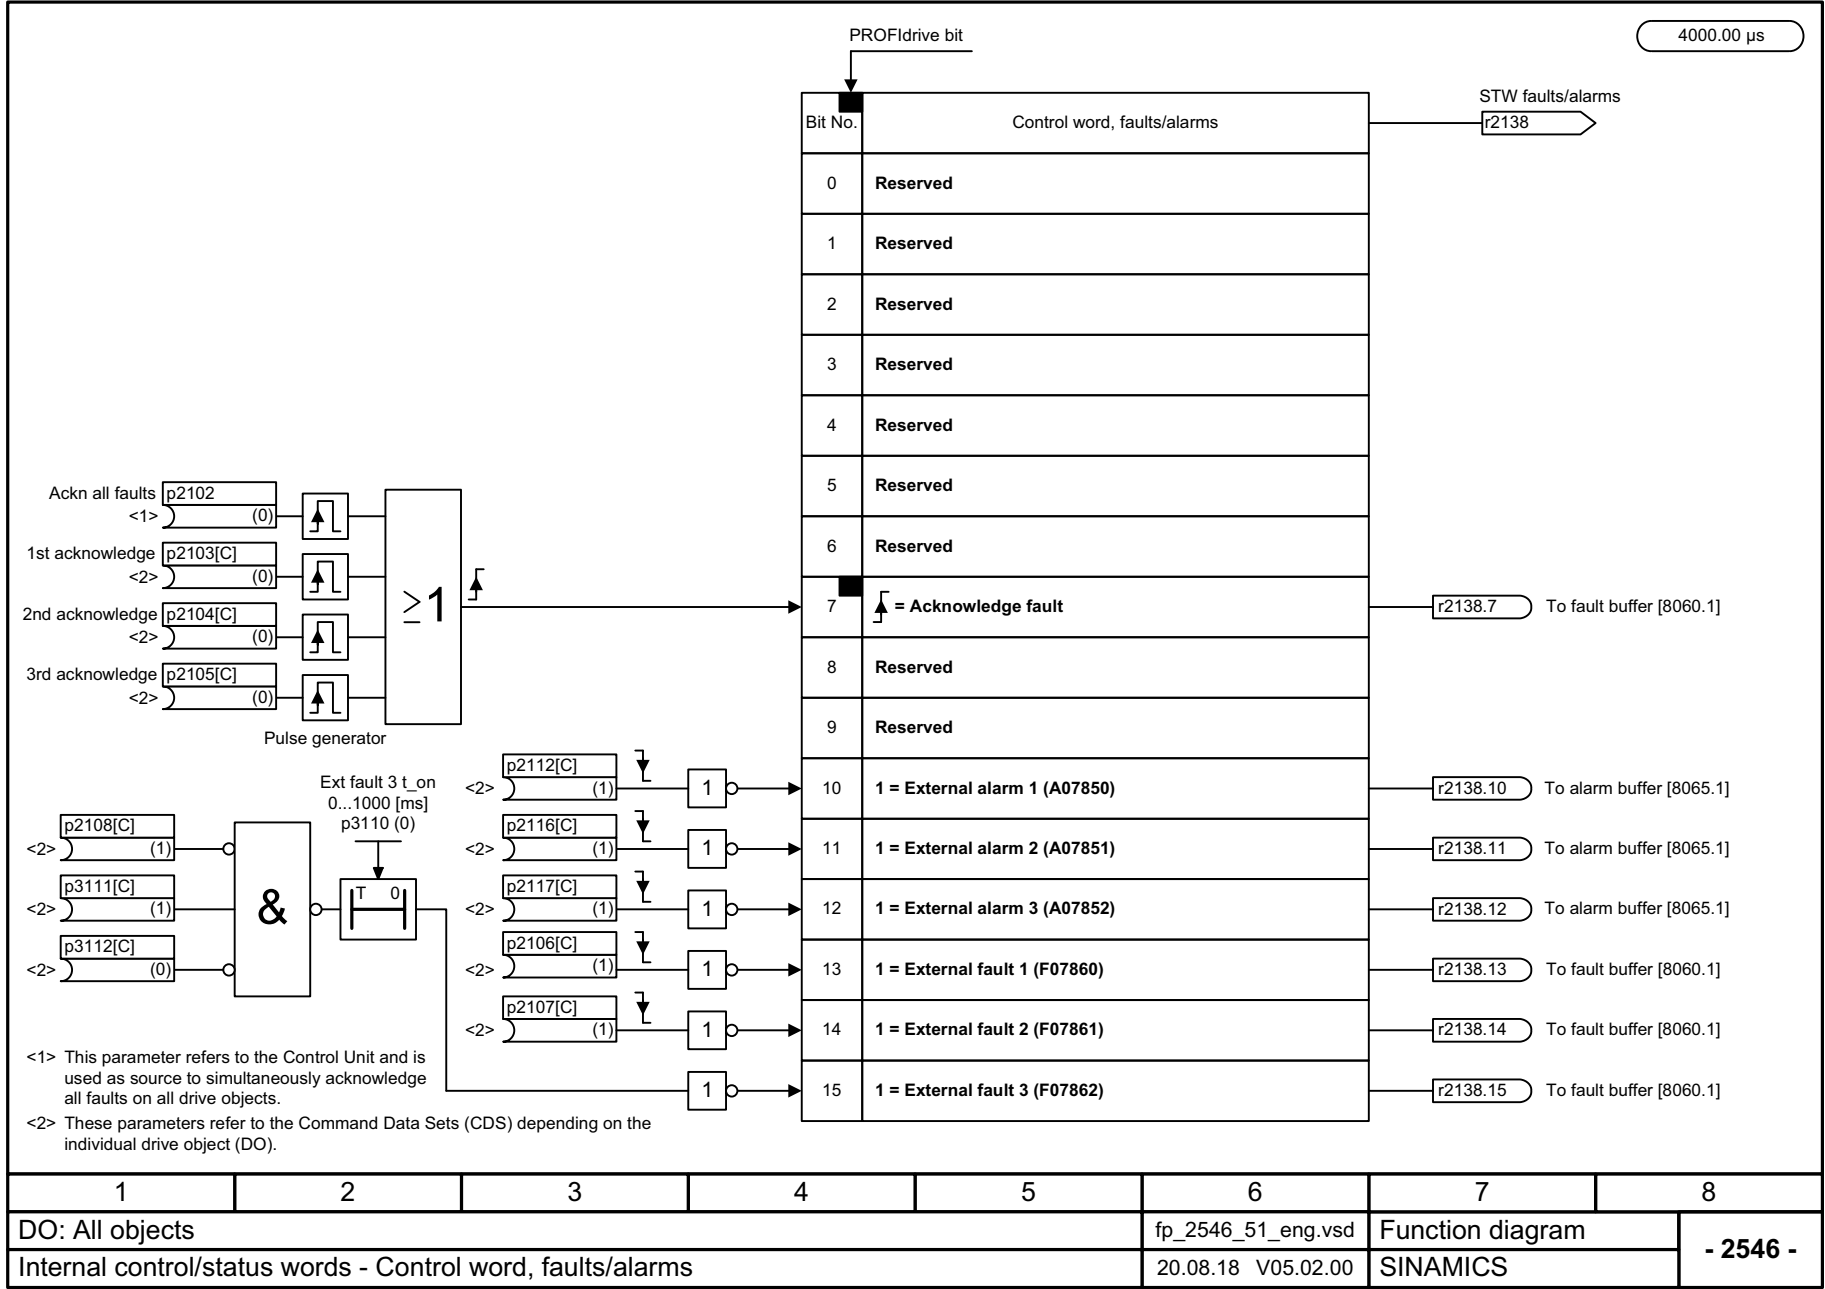 PROFIdrive bit
4000.00 µs
STW faults/alarms
r2138
Bit No.
Control word, faults/alarms
0
Reserved
1
Reserved
2
Reserved
3
Reserved
4
Reserved
5
Reserved
6
Reserved
Ackn all faults
p2102
<1>
(0)
1st acknowledge
p2103[C]
<2>
(0)
2nd acknowledge
p2104[C]
<2>
(0)
3rd acknowledge
p2105[C]
<2>
(0)
Pulse generator
≥1
7
= Acknowledge fault
r2138.7
To fault buffer [8060.1]
8
Reserved
9
Reserved
p2112[C]
<2>
(1)
1
10
1 = External alarm 1 (A07850)
r2138.10
To alarm buffer [8065.1]
p2116[C]
<2>
(1)
1
11
1 = External alarm 2 (A07851)
r2138.11
To alarm buffer [8065.1]
p2117[C]
<2>
(1)
1
12
1 = External alarm 3 (A07852)
r2138.12
To alarm buffer [8065.1]
p2106[C]
<2>
(1)
1
13
1 = External fault 1 (F07860)
r2138.13
To fault buffer [8060.1]
p2107[C]
<2>
(1)
1
14
1 = External fault 2 (F07861)
r2138.14
To fault buffer [8060.1]
1
15
1 = External fault 3 (F07862)
r2138.15
To fault buffer [8060.1]
Ext fault 3 t_on
0...1000 [ms]
p3110 (0)
p2108[C]
<2>
(1)
p3111[C]
<2>
(1)
p3112[C]
<2>
(0)
&
T 0
<1> This parameter refers to the Control Unit and is
used as source to simultaneously acknowledge
all faults on all drive objects.
<2> These parameters refer to the Command Data Sets (CDS) depending on the
individual drive object (DO).
1 2 3 4 5 6 7 8
DO: All objects
fp_2546_51_eng.vsd
Function diagram
- 2546 -
Internal control/status words - Control word, faults/alarms
20.08.18 V05.02.00
SINAMICS